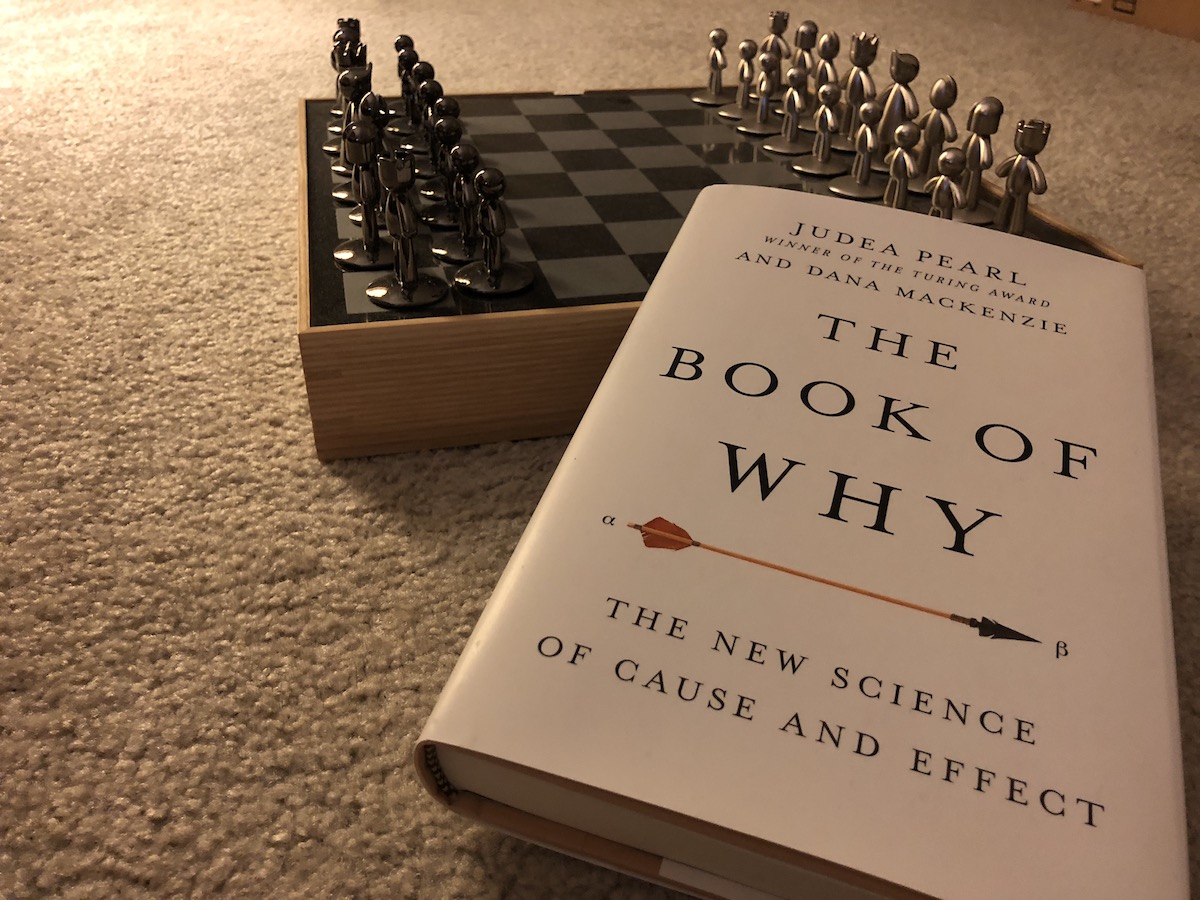 JUDEA PEARL
WINNER OF THE TURING AWARD
AND DANA MACKENZIE
THE
BOOK OF
WHY
α
β
THE NEW SCIENCE
OF CAUSE AND EFFECT